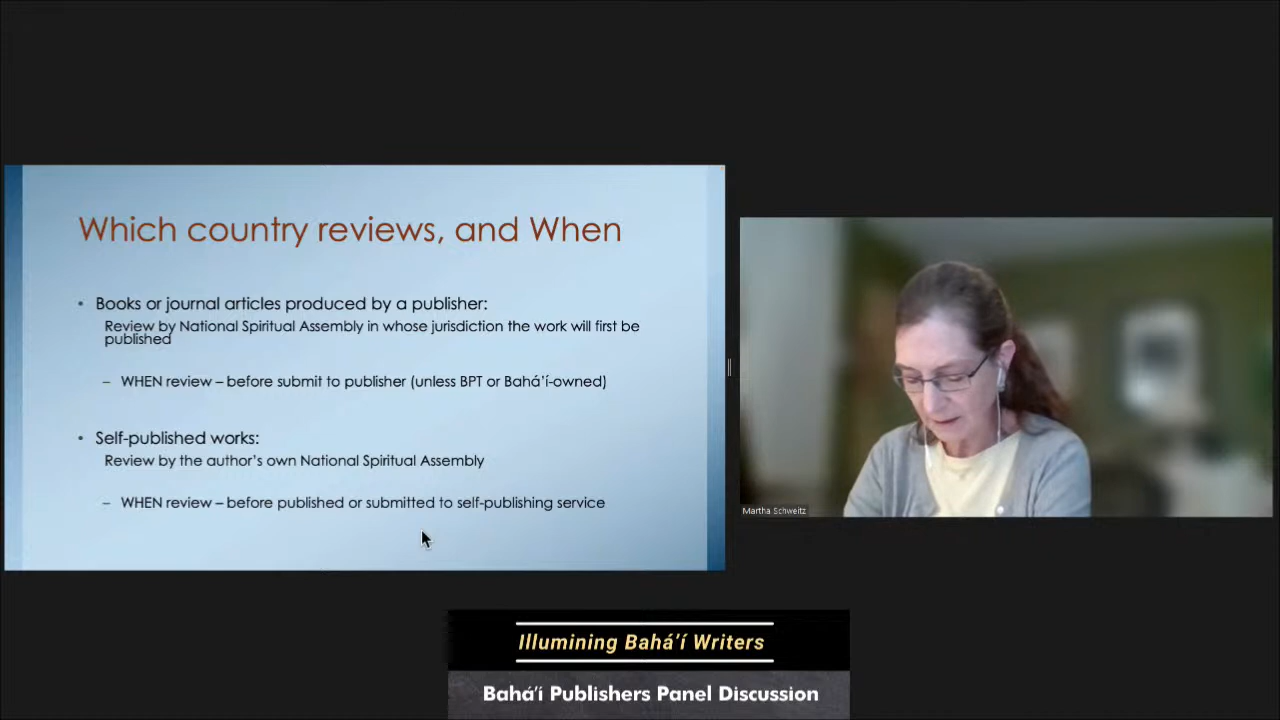 Which country reviews, and When
• Books or journal articles produced by a publisher:
Review by National Spiritual Assembly in whose jurisdiction the work will first be
published
– WHEN review – before submit to publisher (unless BPT or Bahá’í-owned)
• Self-published works:
Review by the author’s own National Spiritual Assembly
– WHEN review – before published or submitted to self-publishing service
Martha Schweitz
Illumining Bahá’í Writers
Bahá’í Publishers Panel Discussion